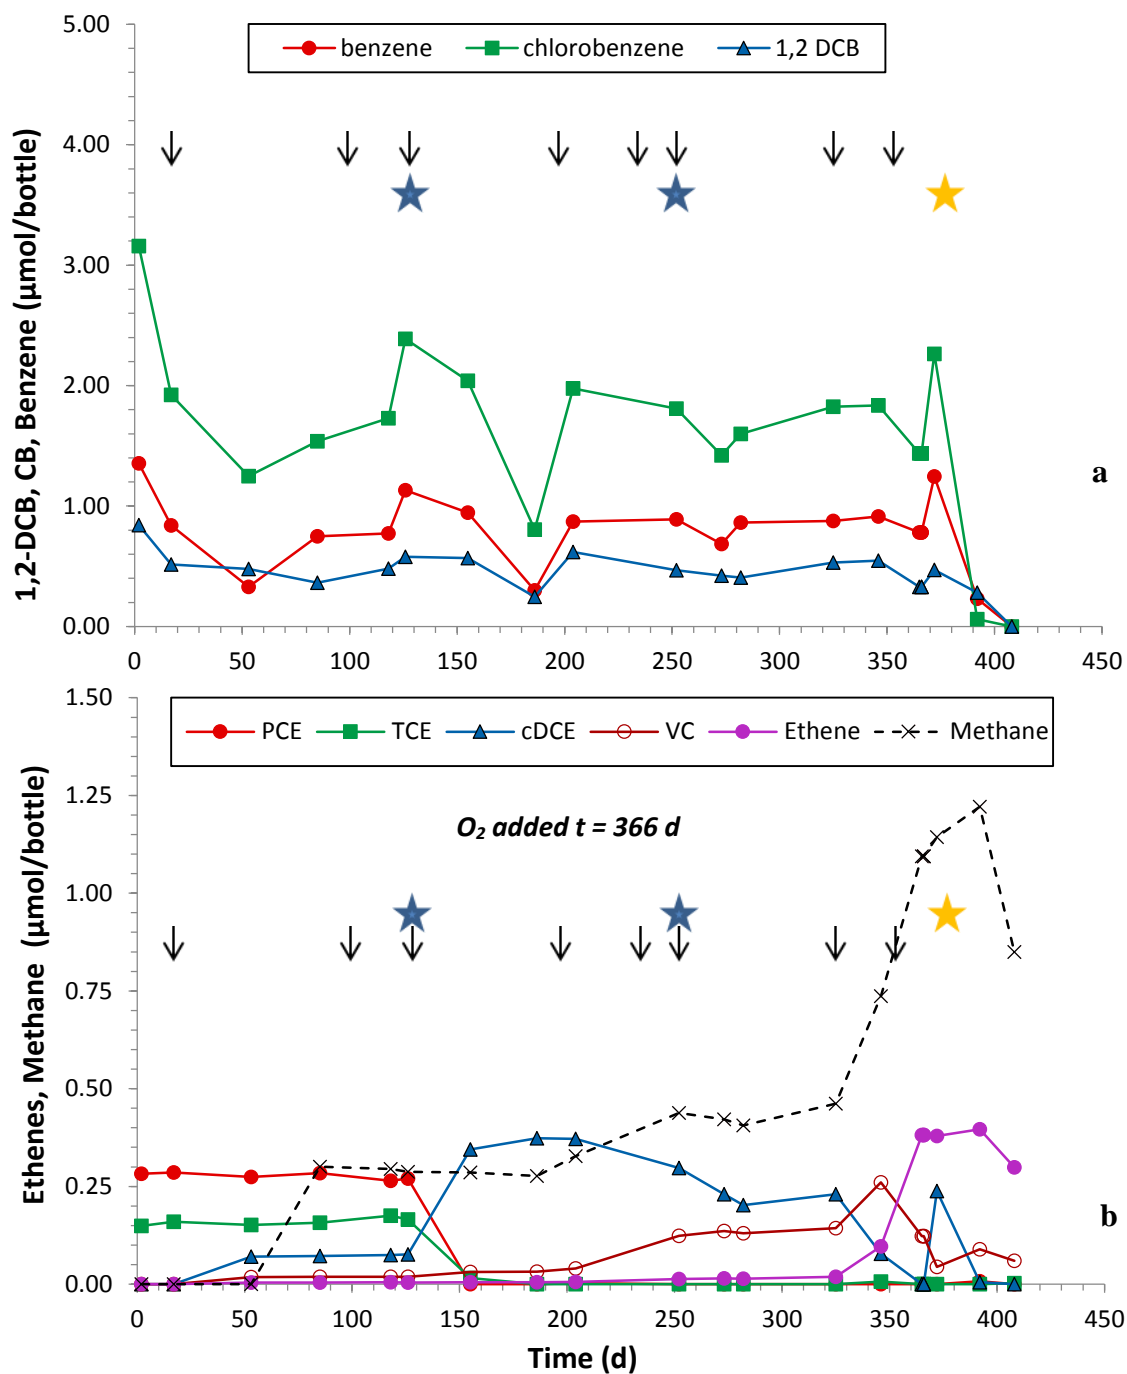 5.00
benzene chlorobenzene 1,2 DCB
4.00
3.00
2.00
1.00
0.00
1,2-DCB, CB, Benzene (µmol/bottle)
a
0 50 100 150 200 250 300 350 400 450
1.50
PCE TCE cDCE VC Ethene Methane
1.25
O₂ added t = 366 d
1.00
0.75
0.50
0.25
0.00
Ethenes, Methane (µmol/bottle)
b
0 50 100 150 200 250 300 350 400 450
Time (d)